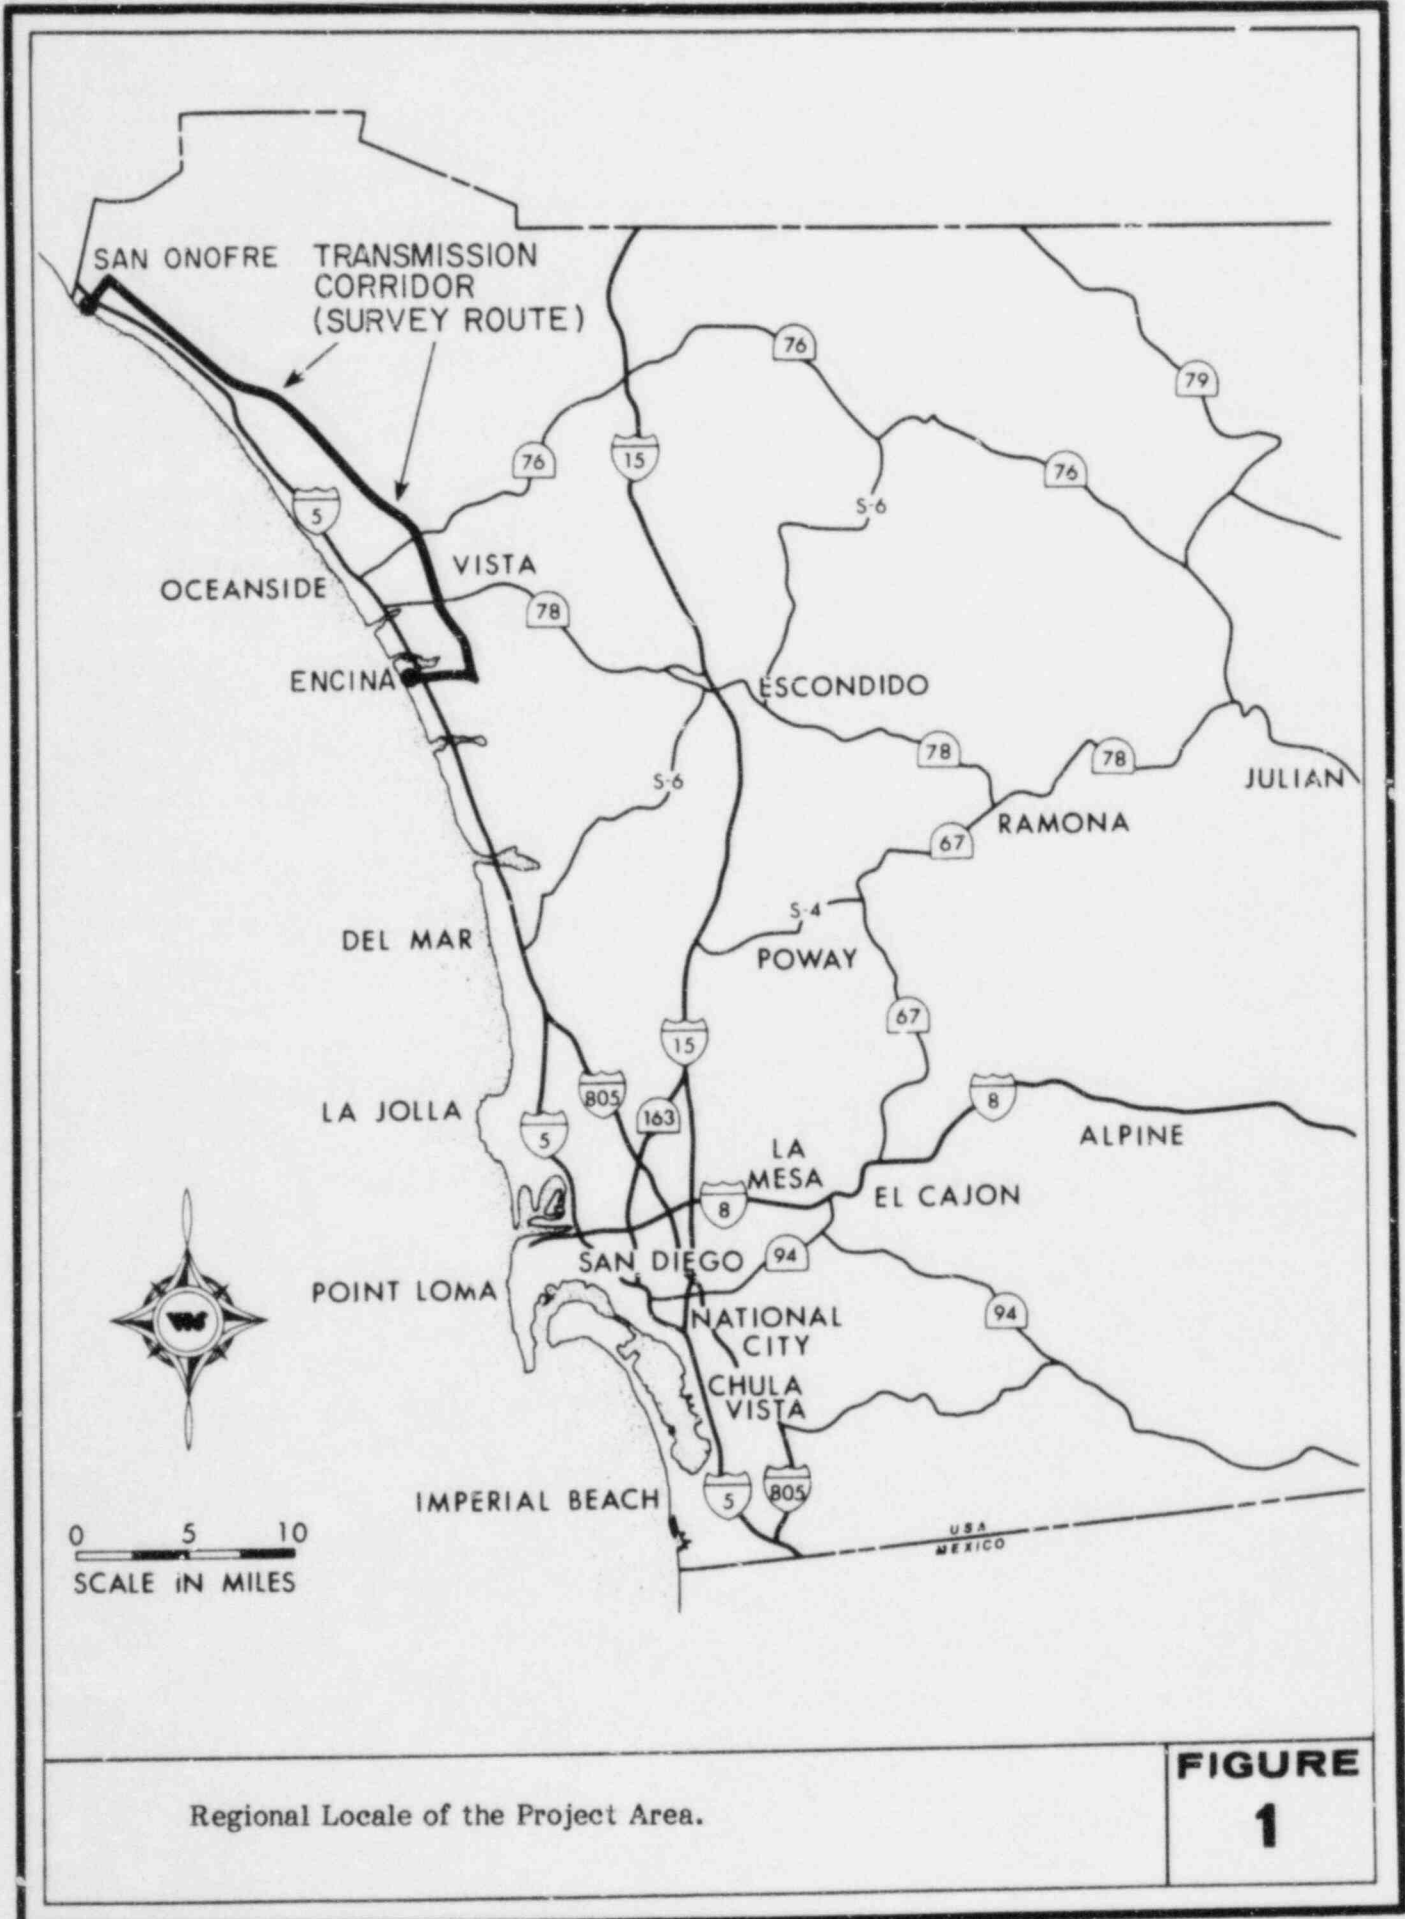 SAN ONOFRE
TRANSMISSION
CORRIDOR
(SURVEY ROUTE)
76
79
76
15
76
5
S-6
VISTA
OCEANSIDE
78
ENCINA
ESCONDIDO
78
78
S-6
JULIAN
RAMONA
67
S-4
DEL MAR
POWAY
67
15
805
8
LA JOLLA
163
5
ALPINE
LA
MESA
8
EL CAJON
SAN DIEGO
94
POINT LOMA
NATIONAL
CITY
94
CHULA
VISTA
IMPERIAL BEACH
5
805
USA
MEXICO
0 5 10
SCALE IN MILES
Regional Locale of the Project Area.
FIGURE
1